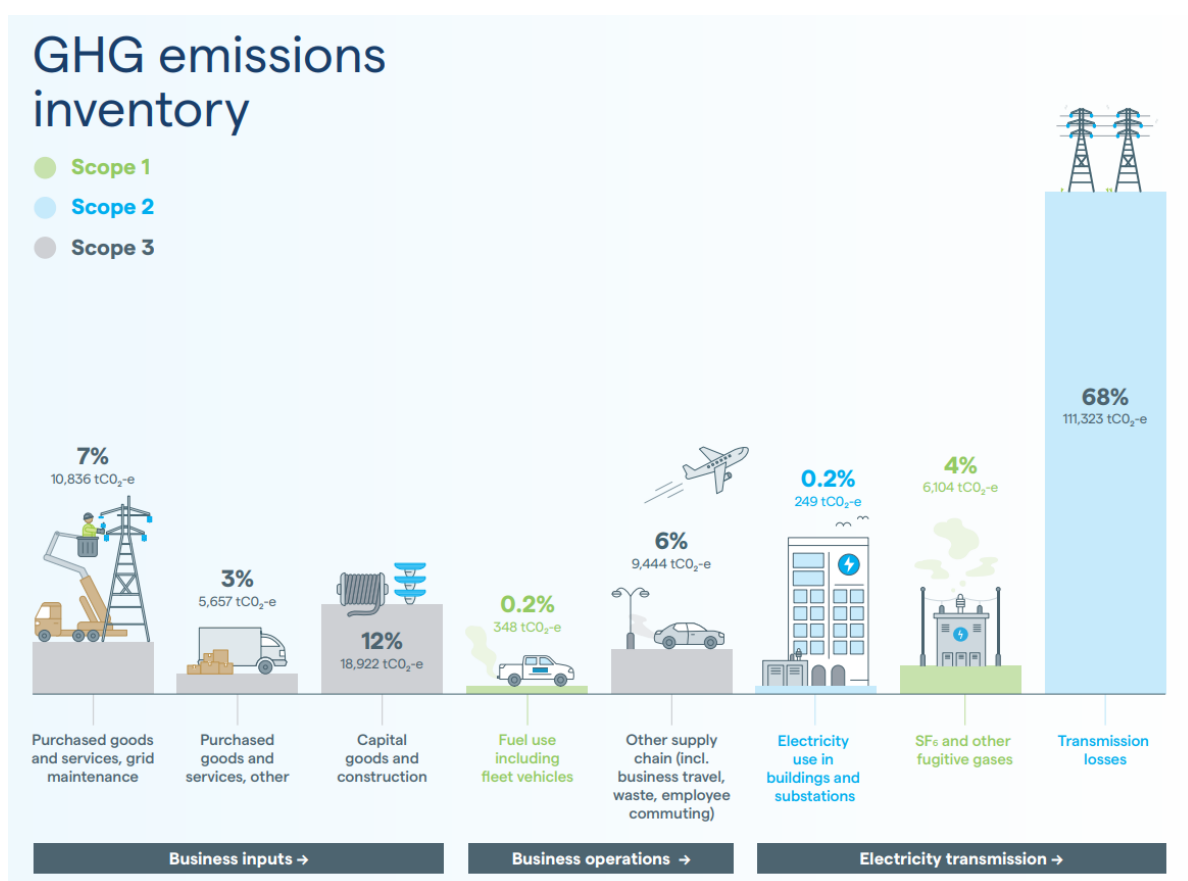 GHG emissions
inventory
Scope 1
Scope 2
Scope 3
7%
10,836 tCO₂-e
3%
5,657 tCO₂-e
12%
18,922 tCO₂-e
0.2%
348 tCO₂-e
6%
9,444 tCO₂-e
0.2%
249 tCO₂-e
4%
6,104 tCO₂-e
68%
111,323 tCO₂-e
Purchased goods
and services, grid
maintenance
Purchased
goods and
services, other
Capital
goods and
construction
Fuel use
including
fleet vehicles
Other supply
chain (incl.
business travel,
waste, employee
commuting)
Electricity
use in
buildings and
substations
SF₆ and other
fugitive gases
Transmission
losses
Business inputs →
Business operations →
Electricity transmission →